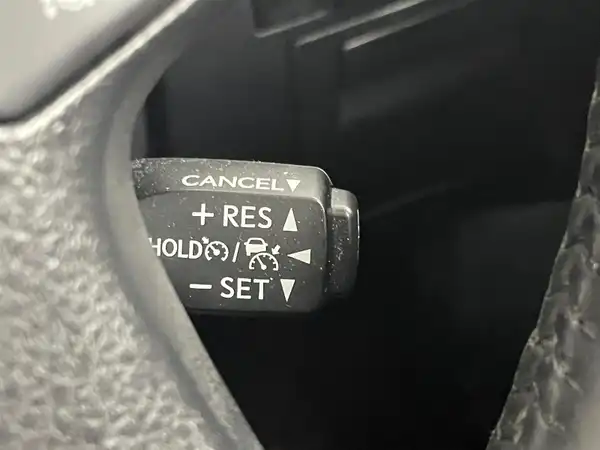 CANCEL▼
+ RES ▲
HOLD / ◀
− SET ▼